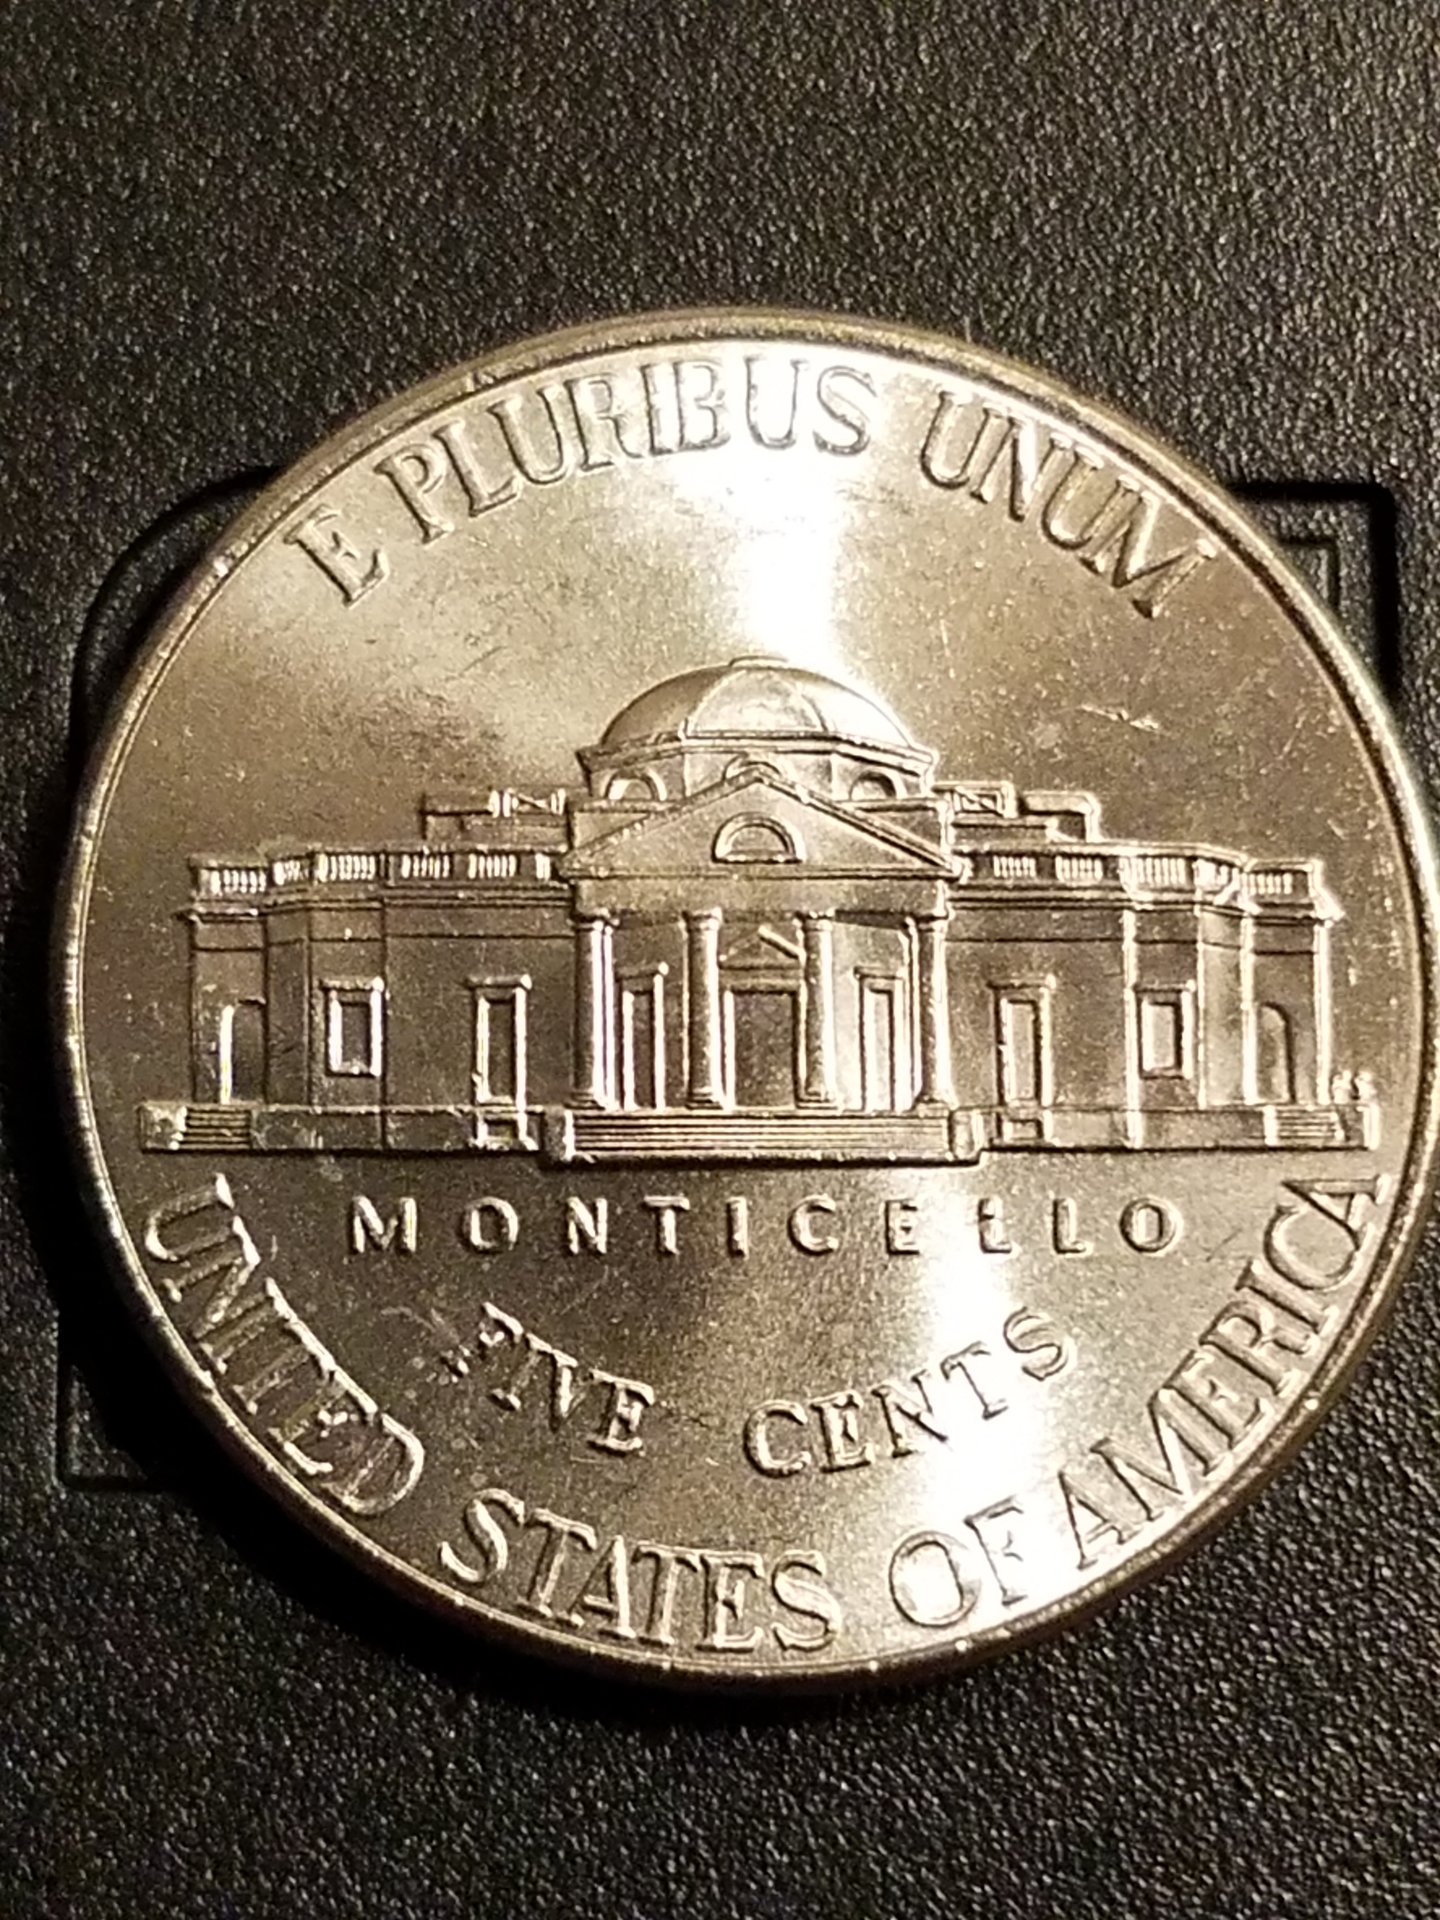 E PLURIBUS UNUM
MONTICELLO
FIVE CENTS
UNITED STATES OF AMERICA